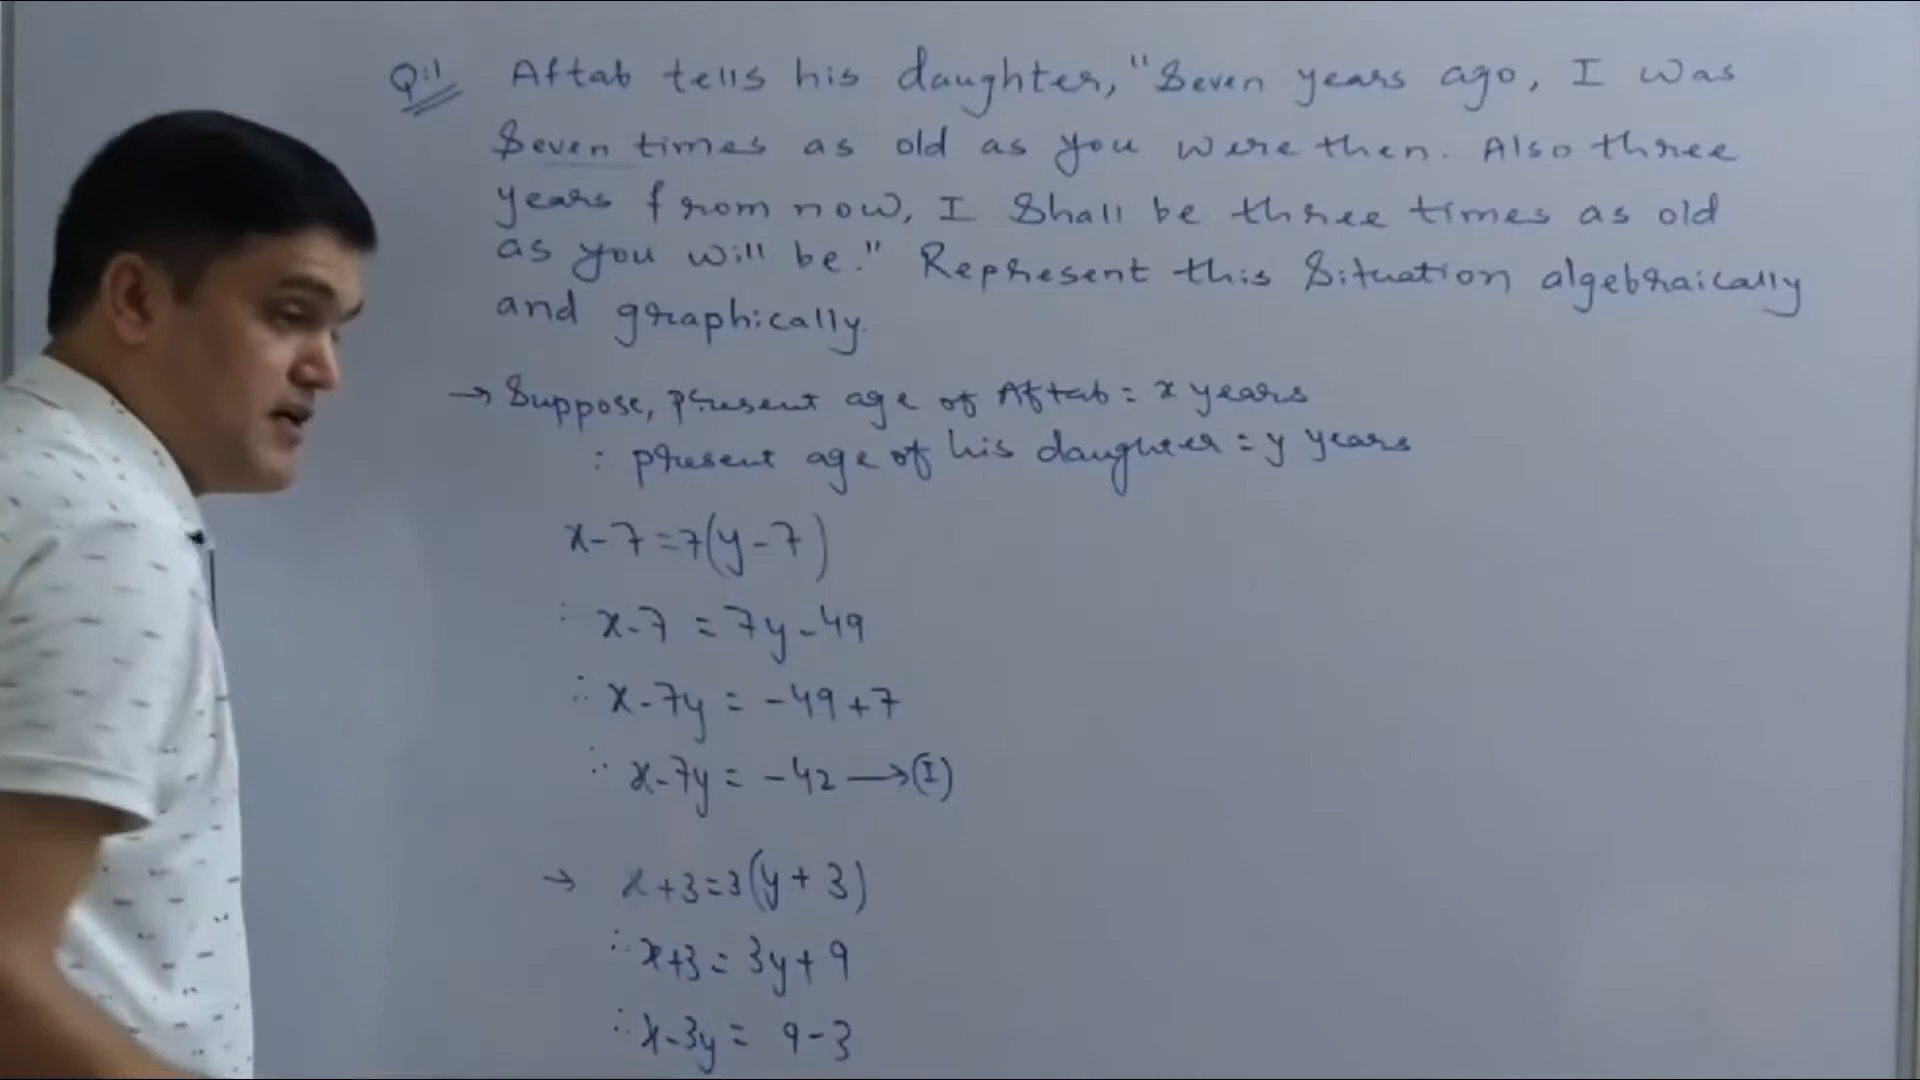 Q:1 Aftab tells his daughter, "Seven years ago, I was
Seven times as old as you were then. Also three
years from now, I shall be three times as old
as you will be." Represent this Situation algebraically
and graphically.
→ Suppose, present age of Aftab = x years
∴ present age of his daughter = y years
x-7=7(y-7)
∴ x-7 = 7y-49
∴ x-7y = -49+7
∴ x-7y = -42 → (I)
→ x+3=3(y+3)
∴ x+3 = 3y+9
∴ x-3y = 9-3